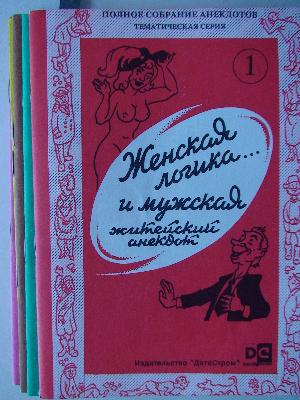 ПОЛНОЕ СОБРАНИЕ АНЕКДОТОВ
ТЕМАТИЧЕСКАЯ СЕРИЯ
1
Женская
логика...
и мужская
житейский
анекдот
DC
Издательство "ДатаСтром"